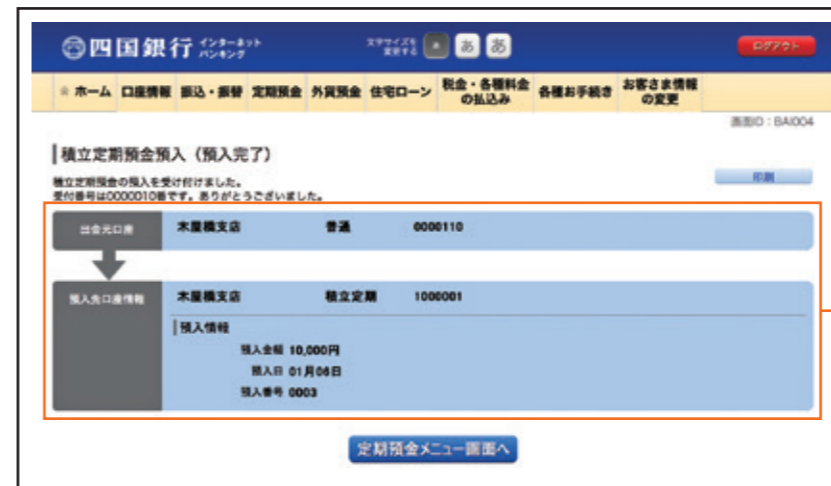 四国銀行 インターネットバンキング 文字サイズを変更する あ あ ログアウト
ホーム 口座情報 振込・振替 定期預金 外貨預金 住宅ローン 税金・各種料金の払込み 各種お手続き お客さま情報の変更
画面ID：BAI004
積立定期預金預入（預入完了）
積立定期預金の預入を受け付けました。
受付番号は0000010番です。ありがとうございました。
印刷
出金元口座 木屋橋支店 普通 0000110
預入先口座情報 木屋橋支店 積立定期 1000001
預入情報
預入金額 10,000円
預入日 01月06日
預入番号 0003
定期預金メニュー画面へ